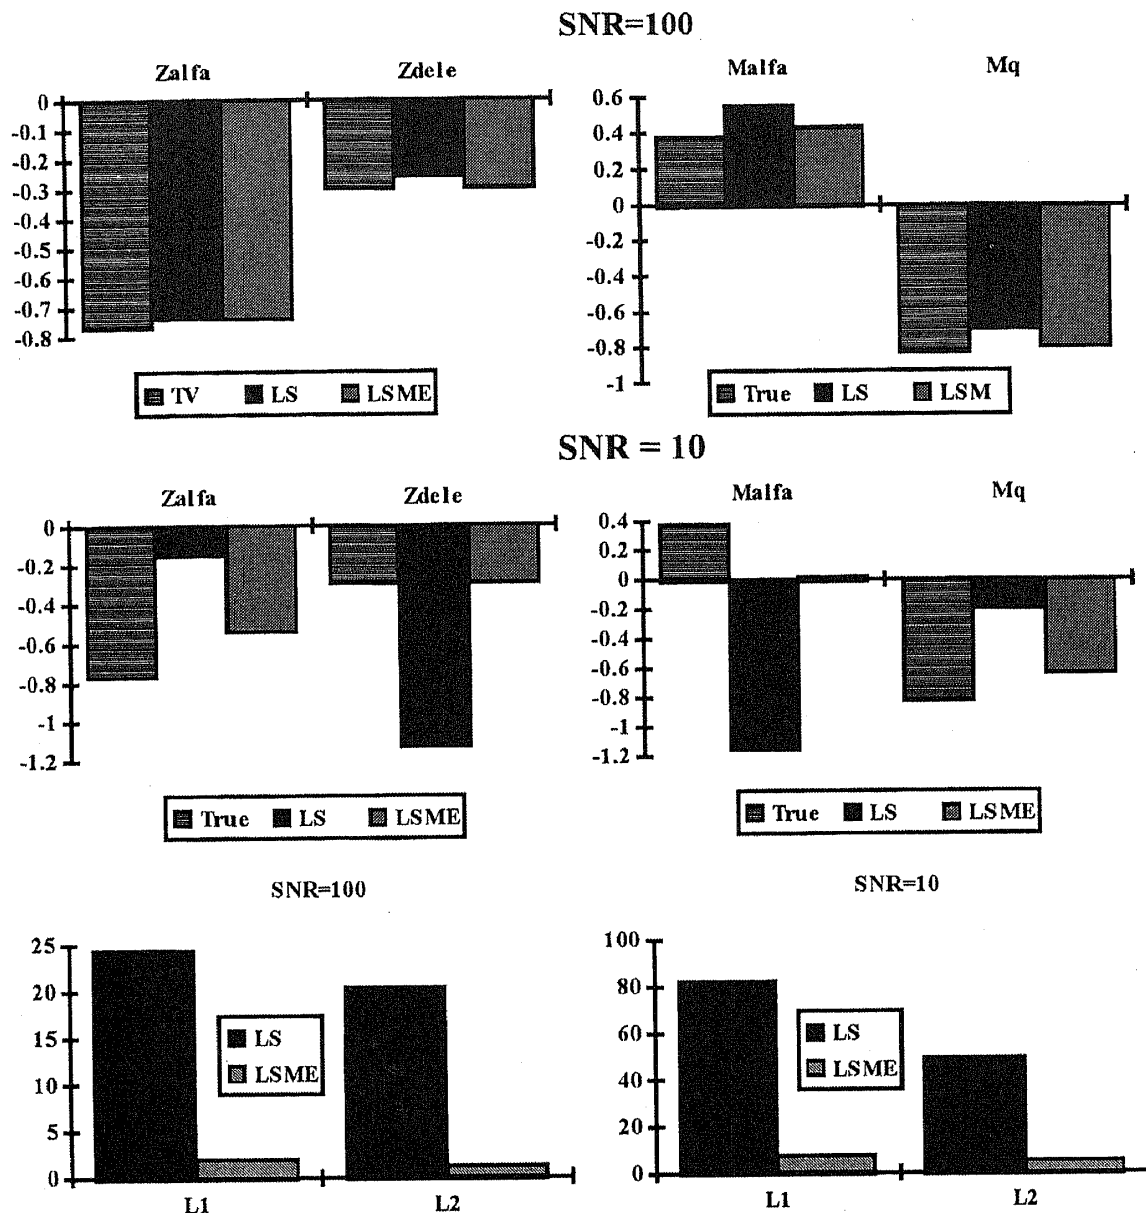 SNR=100
Zalfa Zdele
0
-0.1
-0.2
-0.3
-0.4
-0.5
-0.6
-0.7
-0.8
TV LS LSME
Malfa Mq
0.6
0.4
0.2
0
-0.2
-0.4
-0.6
-0.8
-1
True LS LSM
SNR = 10
Zalfa Zdele
0
-0.2
-0.4
-0.6
-0.8
-1
-1.2
True LS LSME
Malfa Mq
0.4
0.2
0
-0.2
-0.4
-0.6
-0.8
-1
-1.2
True LS LSME
SNR=100
25
20
15
10
5
0
LS
LSME
L1 L2
SNR=10
100
80
60
40
20
0
LS
LSME
L1 L2